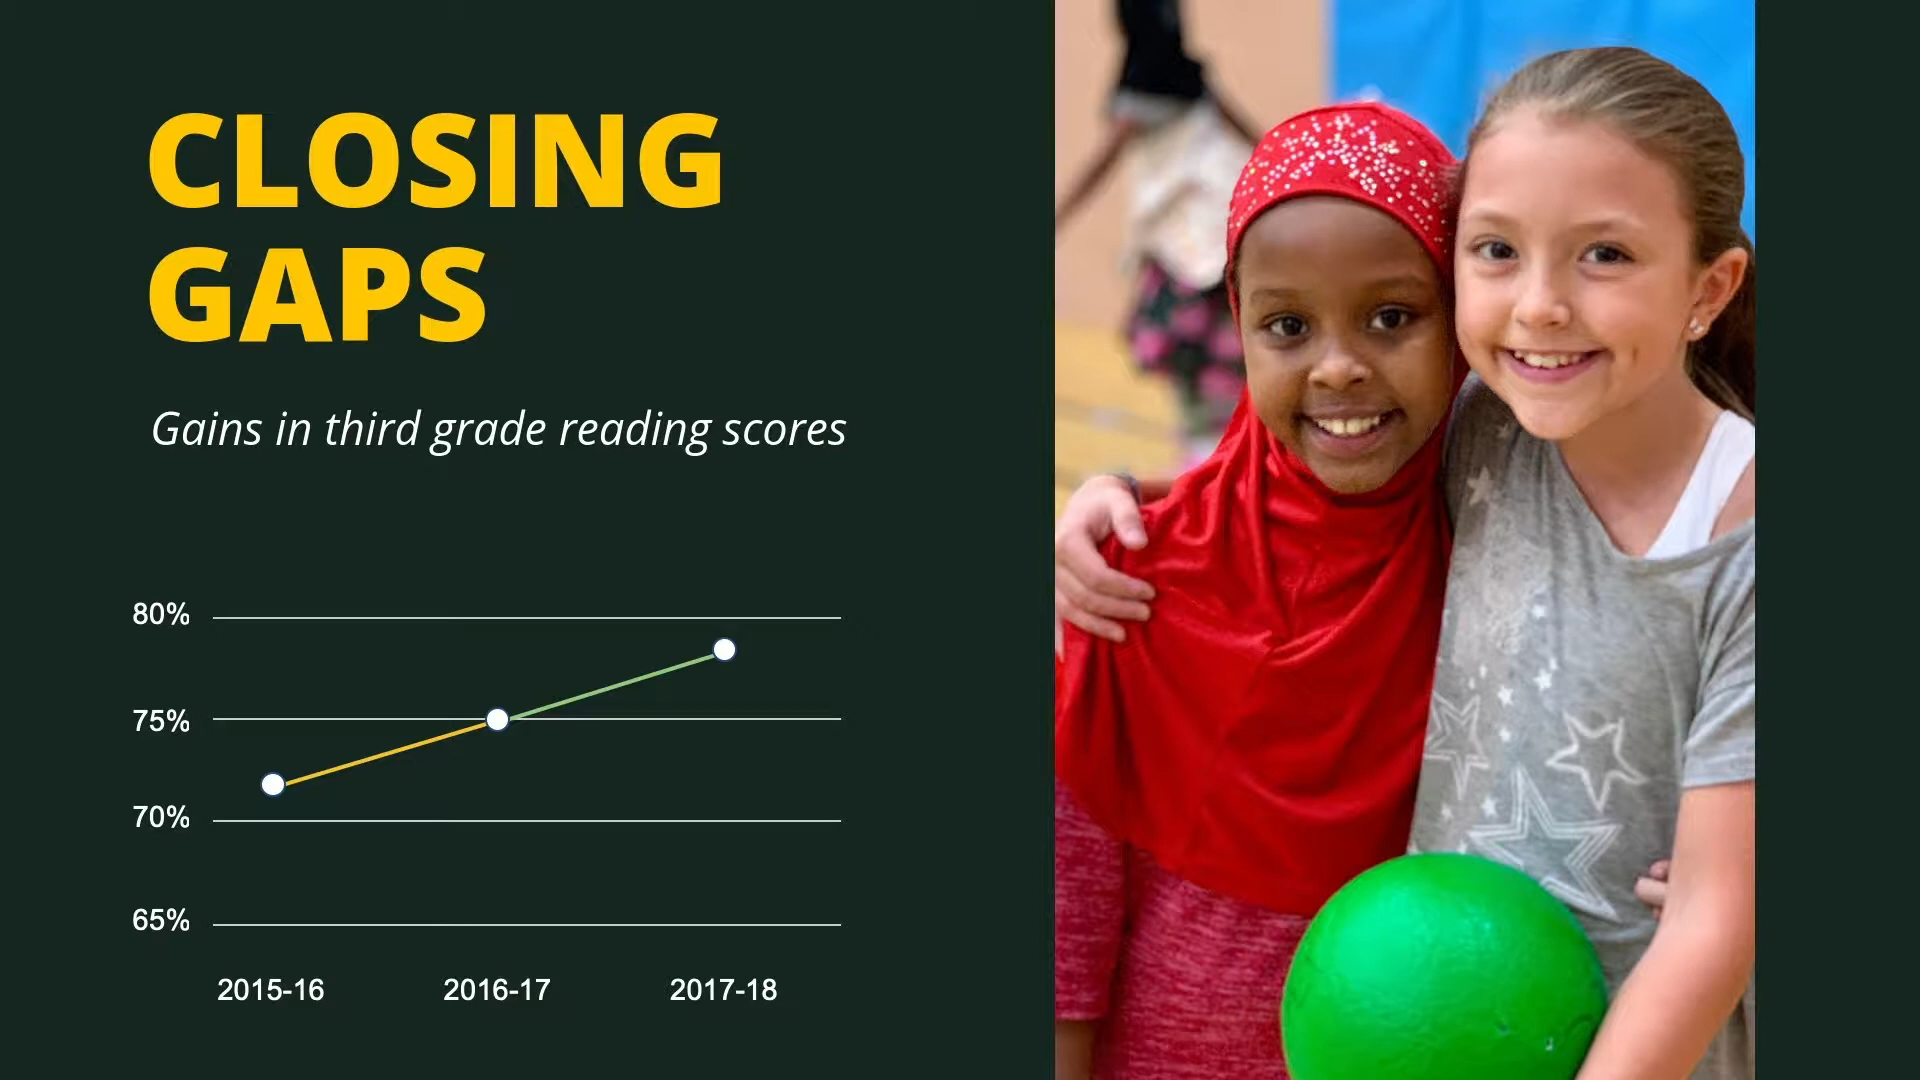 CLOSING
GAPS
Gains in third grade reading scores
80%
75%
70%
65%
2015-16 2016-17 2017-18